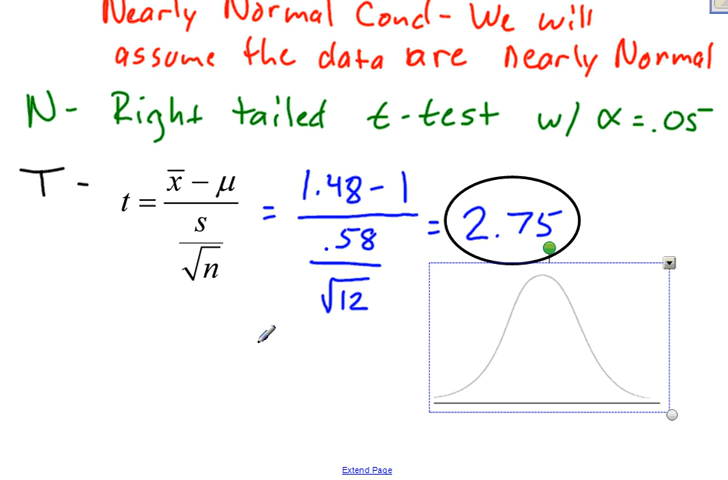 Nearly Normal Cond - We will
assume the data are nearly Normal
N - Right tailed t-test w/ α = .05
T - t = x̄ − μ / s / √n = 1.48 − 1 / .58 / √12 = 2.75
Extend Page